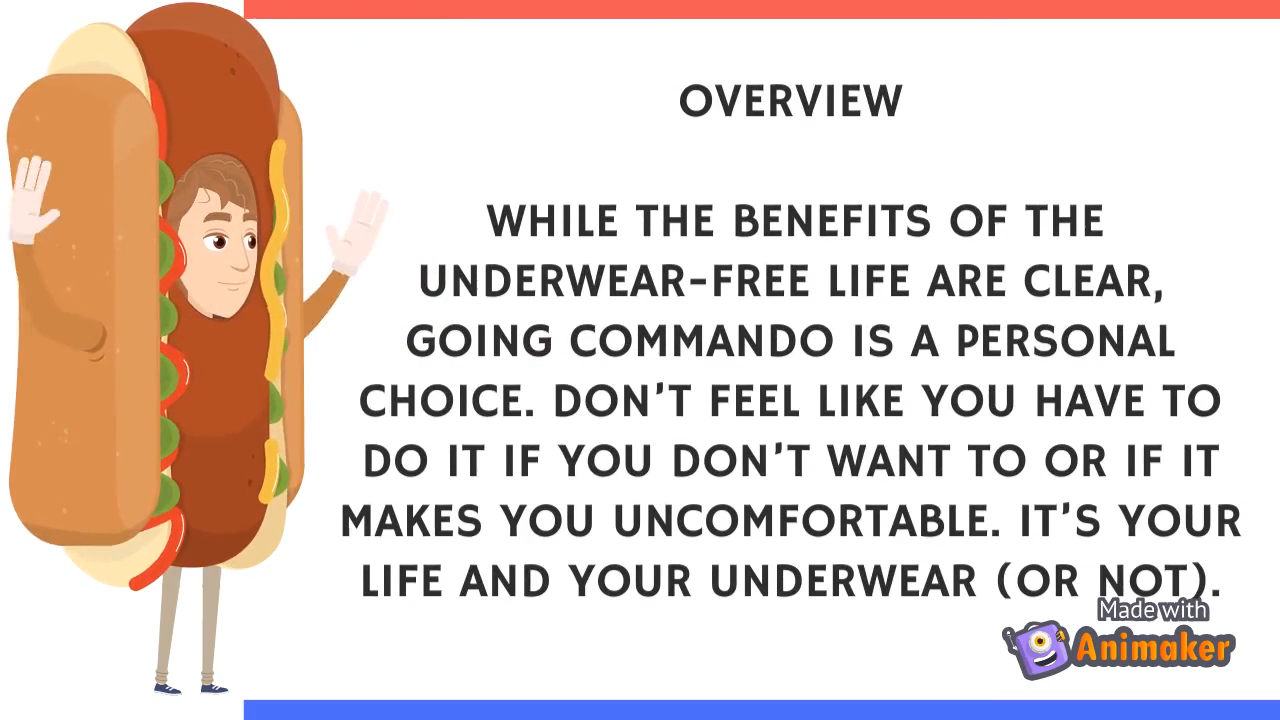 OVERVIEW
WHILE THE BENEFITS OF THE
UNDERWEAR-FREE LIFE ARE CLEAR,
GOING COMMANDO IS A PERSONAL
CHOICE. DON'T FEEL LIKE YOU HAVE TO
DO IT IF YOU DON'T WANT TO OR IF IT
MAKES YOU UNCOMFORTABLE. IT'S YOUR
LIFE AND YOUR UNDERWEAR (OR NOT).
Made with
Animaker